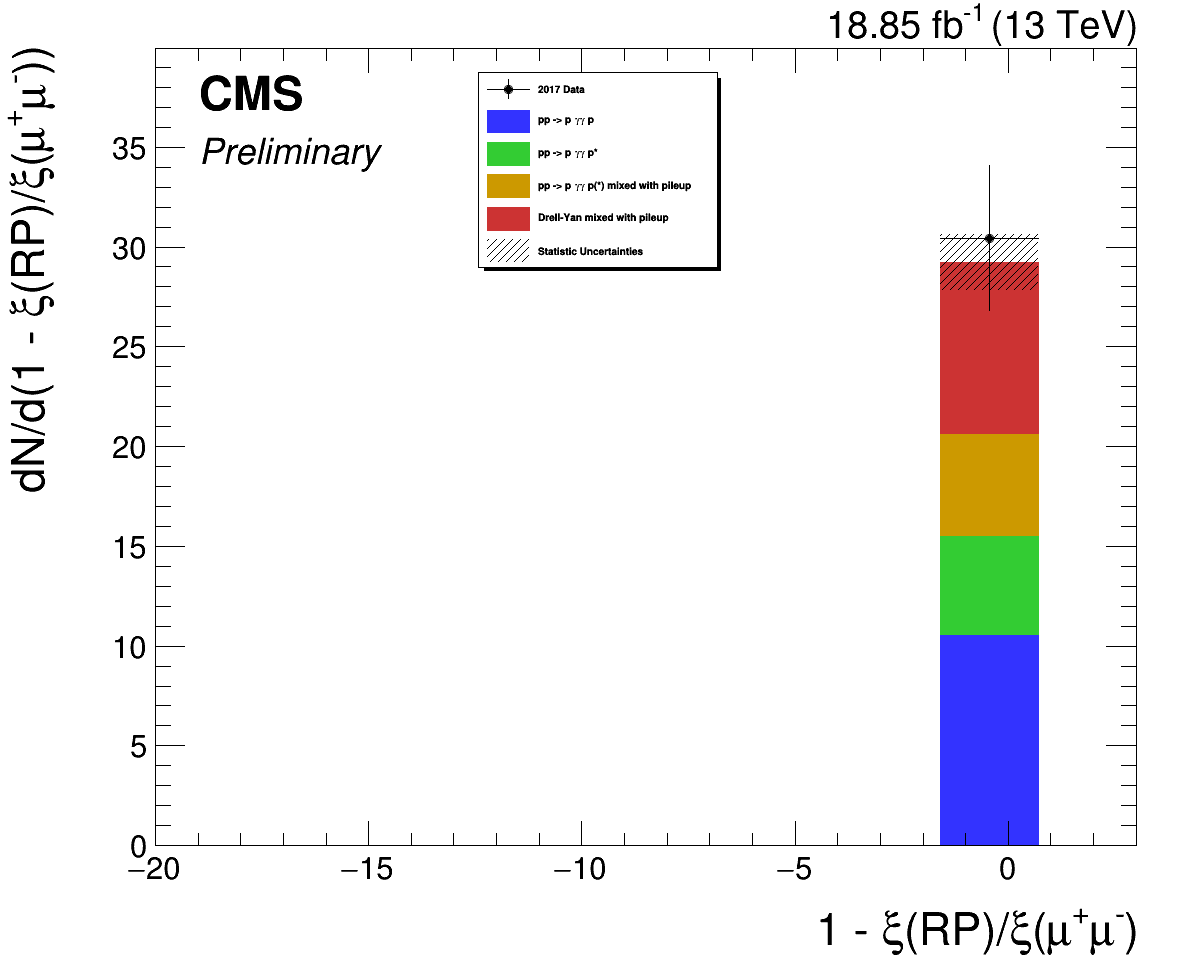 18.85 fb-1 (13 TeV)
CMS
Preliminary
2017 Data
pp -> p γγ p
pp -> p γγ p*
pp -> p γγ p(*) mixed with pileup
Drell-Yan mixed with pileup
Statistic Uncertainties
dN/d(1 - ξ(RP)/ξ(μ+μ-))
35
30
25
20
15
10
5
0
−20 −15 −10 −5 0
1 - ξ(RP)/ξ(μ+μ-)